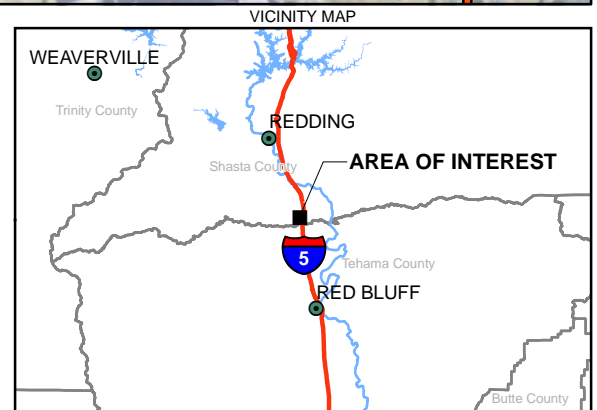 VICINITY MAP
WEAVERVILLE
Trinity County
REDDING
Shasta County
AREA OF INTEREST
5
Tehama County
RED BLUFF
Butte County